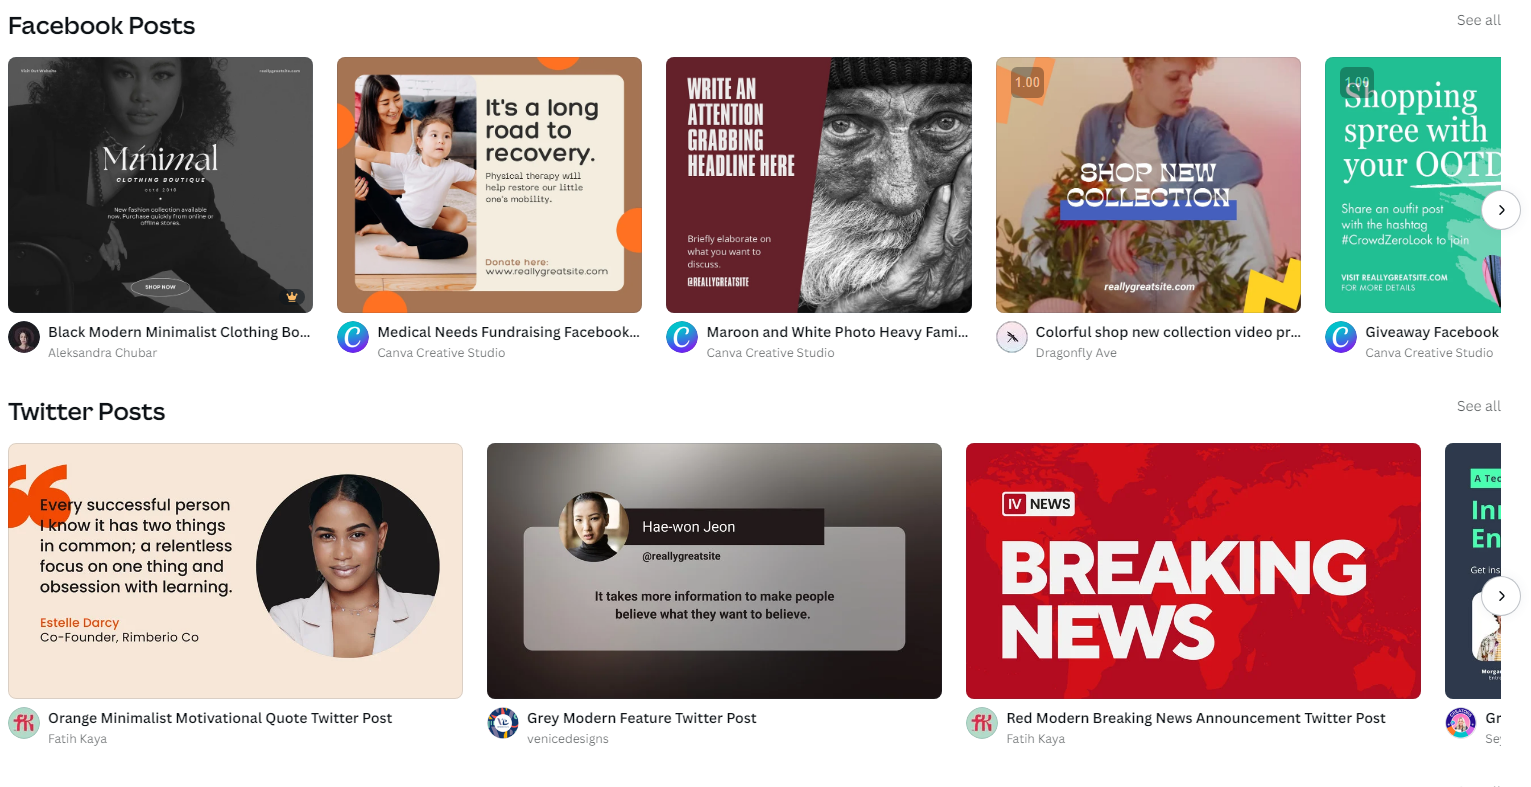 Facebook Posts
See all
Visit Our Website
reallygreatsite.com
Minimal
CLOTHING BOUTIQUE
estd 2018
New fashion collection available
now. Purchase quickly from online or
offline stores.
SHOP NOW
It's a long
road to
recovery.
Physical therapy will
help restore our little
one's mobility.
Donate here:
www.reallygreatsite.com
WRITE AN
ATTENTION
GRABBING
HEADLINE HERE
Briefly elaborate on
what you want to
discuss.
@REALLYGREATSITE
1.00
SHOP NEW
COLLECTION
reallygreatsite.com
Shopping
spree with
your OOTD
Share an outfit post
with the hashtag
#CrowdZeroLook to join
VISIT REALLYGREATSITE.COM
FOR MORE DETAILS
Black Modern Minimalist Clothing Bo...
Aleksandra Chubar
Medical Needs Fundraising Facebook...
Canva Creative Studio
Maroon and White Photo Heavy Fami...
Canva Creative Studio
Colorful shop new collection video pr...
Dragonfly Ave
Giveaway Facebook
Canva Creative Studio
Twitter Posts
See all
Every successful person
I know it has two things
in common; a relentless
focus on one thing and
obsession with learning.
Estelle Darcy
Co-Founder, Rimberio Co
Hae-won Jeon
@reallygreatsite
It takes more information to make people
believe what they want to believe.
IV NEWS
BREAKING
NEWS
A Tec
Inn
En
Get ins
Morga
Entre
Orange Minimalist Motivational Quote Twitter Post
Fatih Kaya
Grey Modern Feature Twitter Post
venicedesigns
Red Modern Breaking News Announcement Twitter Post
Fatih Kaya
Gr
Sey